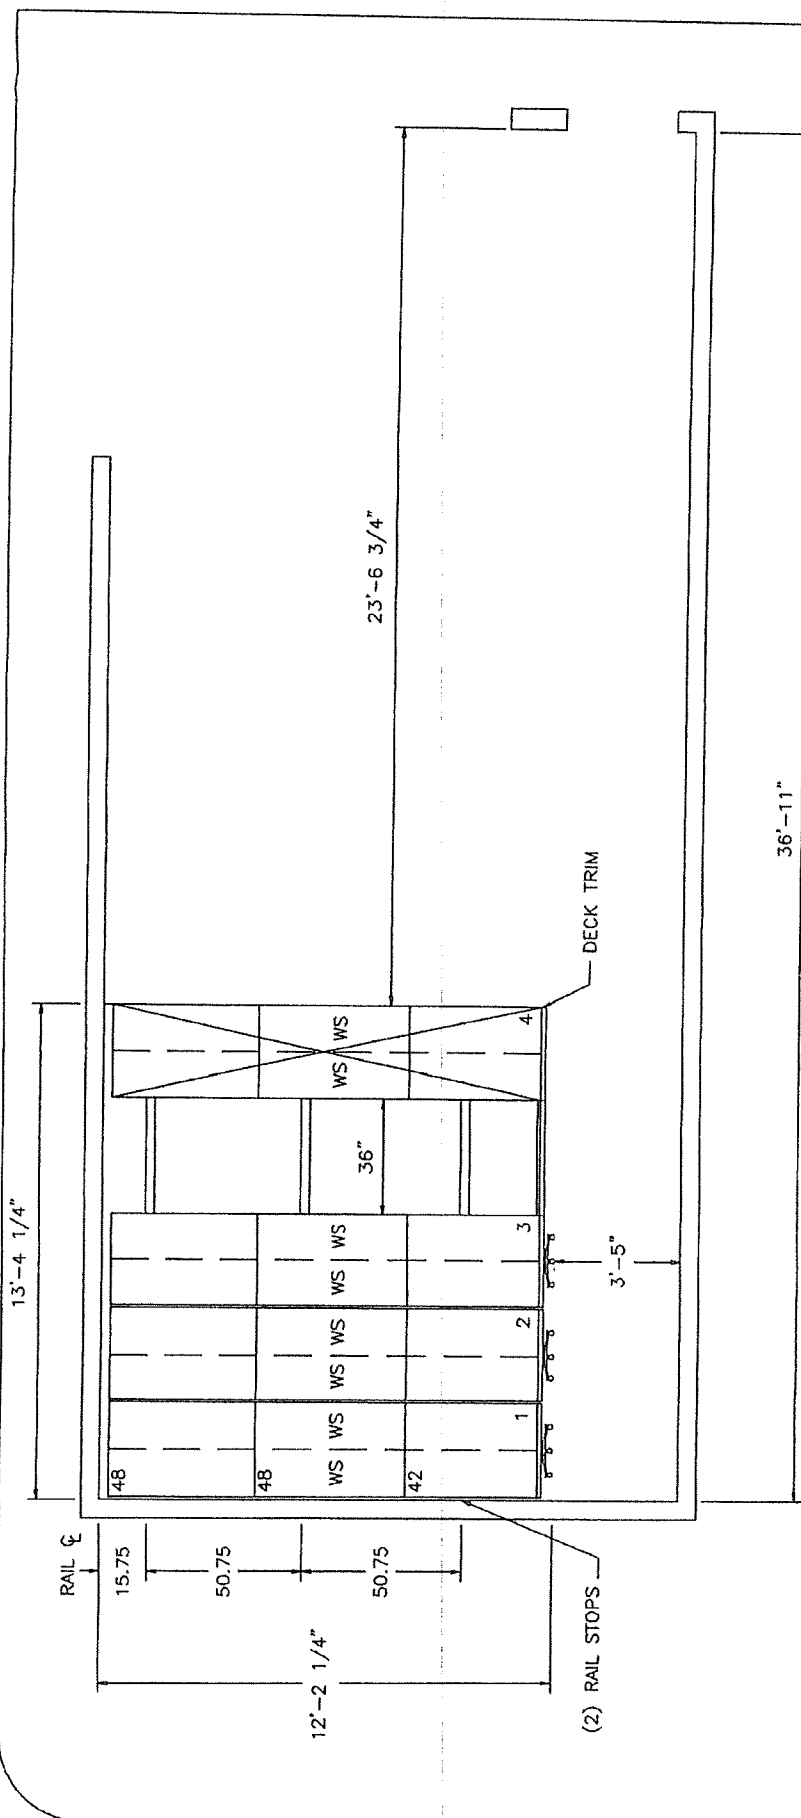 13'-4 1/4"
23'-6 3/4"
36"
48
48
42
WS WS
WS WS
WS WS
WS WS
1
2
3
4
DECK TRIM
3'-5"
36'-11"
RAIL ℄
15.75
50.75
50.75
12'-2 1/4"
(2) RAIL STOPS